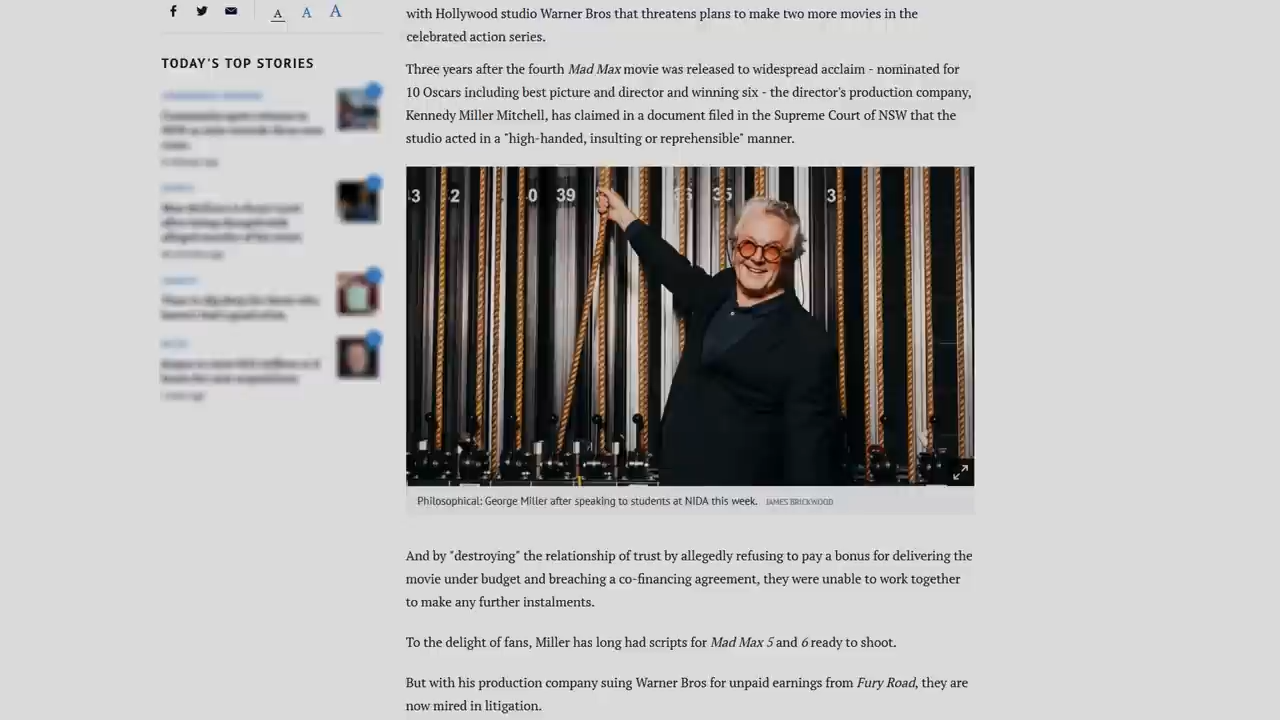 A A A
TODAY'S TOP STORIES
with Hollywood studio Warner Bros that threatens plans to make two more movies in the
celebrated action series.
Three years after the fourth Mad Max movie was released to widespread acclaim - nominated for
10 Oscars including best picture and director and winning six - the director's production company,
Kennedy Miller Mitchell, has claimed in a document filed in the Supreme Court of NSW that the
studio acted in a "high-handed, insulting or reprehensible" manner.
39 35
Philosophical: George Miller after speaking to students at NIDA this week. JAMES BRICKWOOD
And by "destroying" the relationship of trust by allegedly refusing to pay a bonus for delivering the
movie under budget and breaching a co-financing agreement, they were unable to work together
to make any further instalments.
To the delight of fans, Miller has long had scripts for Mad Max 5 and 6 ready to shoot.
But with his production company suing Warner Bros for unpaid earnings from Fury Road, they are
now mired in litigation.